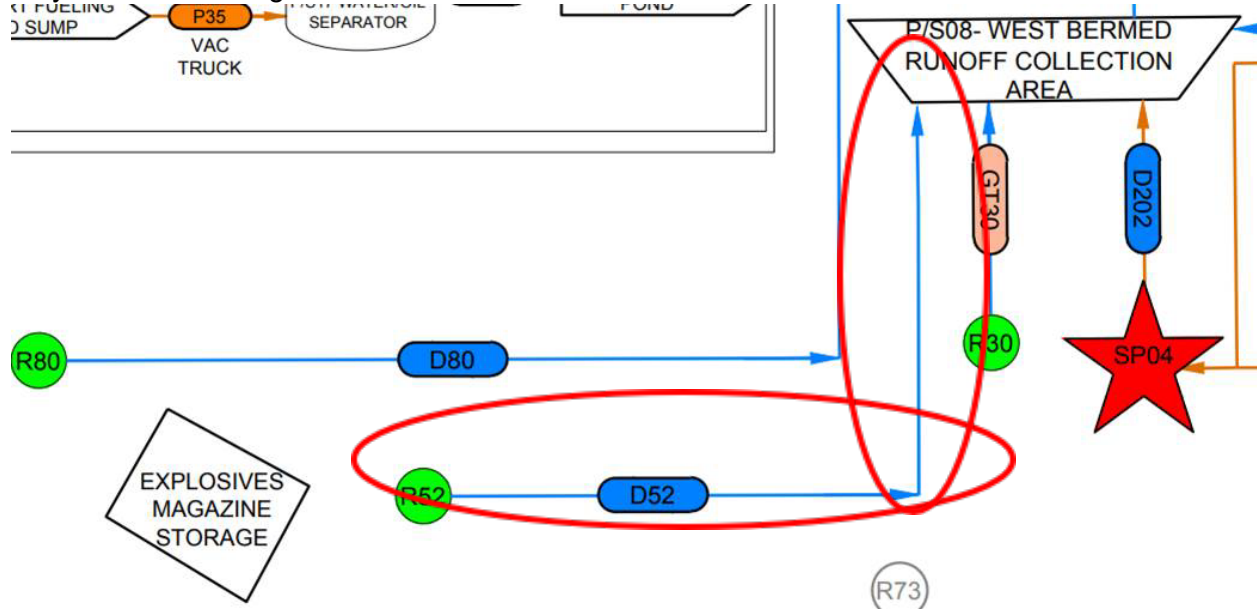 D SUMP
P35
VAC
TRUCK
SEPARATOR
POND
P/S08- WEST BERMED
RUNOFF COLLECTION
AREA
GT30
D202
R80
D80
R30
SP04
EXPLOSIVES
MAGAZINE
STORAGE
R52
D52
R73